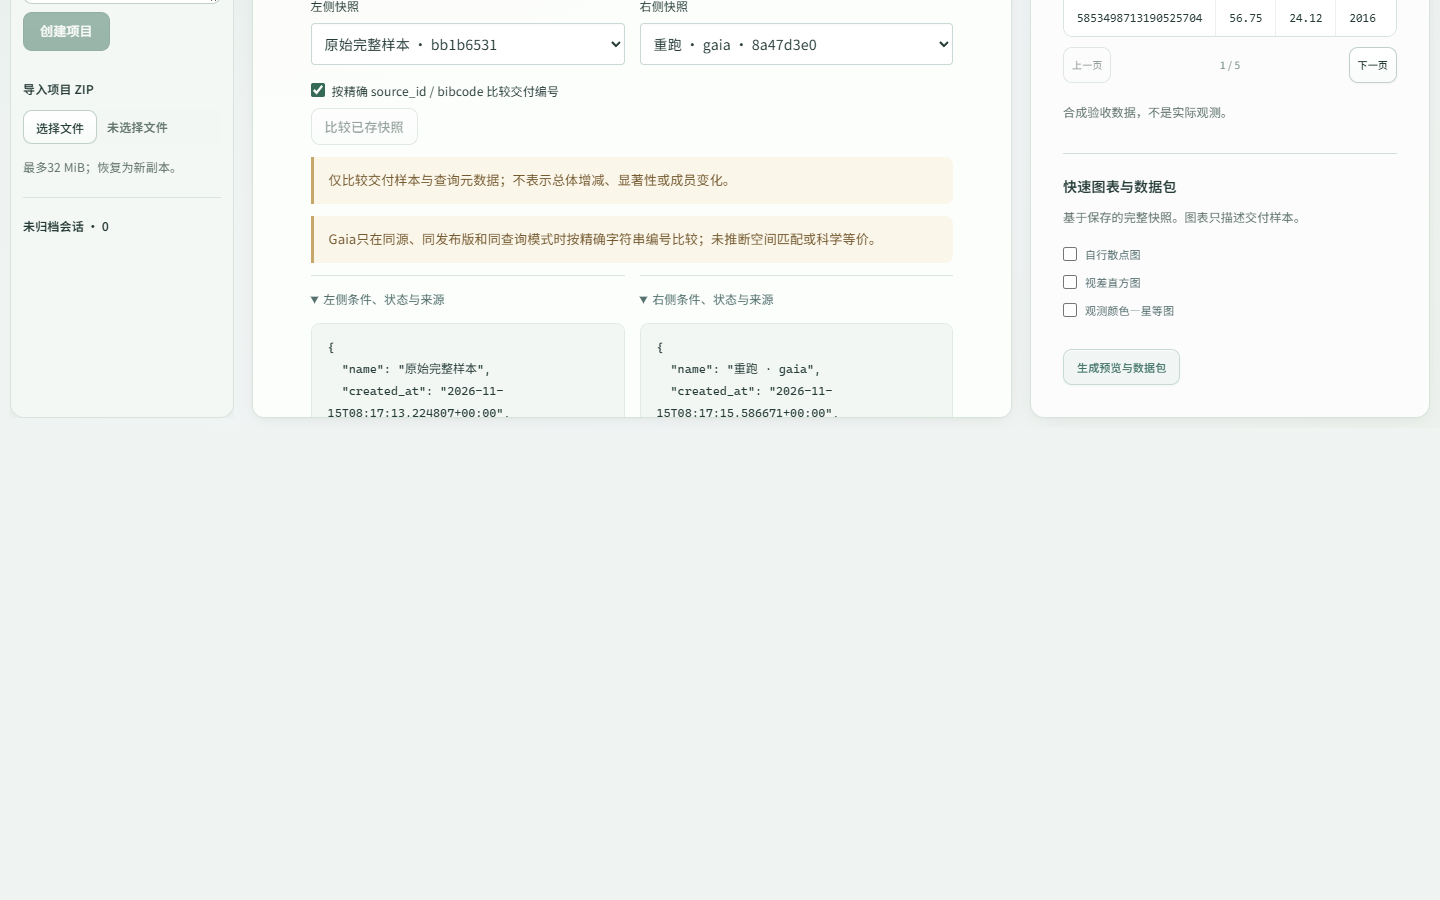 创建项目
导入项目 ZIP
选择文件 未选择文件
最多32 MiB；恢复为新副本。
未归档会话 · 0
左侧快照
原始完整样本 · bb1b6531
右侧快照
重跑 · gaia · 8a47d3e0
按精确 source_id / bibcode 比较交付编号
比较已存快照
仅比较交付样本与查询元数据；不表示总体增减、显著性或成员变化。
Gaia只在同源、同发布版和同查询模式时按精确字符串编号比较；未推断空间匹配或科学等价。
▼ 左侧条件、状态与来源
{
"name": "原始完整样本",
"created_at": "2026-11-
15T08:17:13.224807+00:00",
▼ 右侧条件、状态与来源
{
"name": "重跑 · gaia",
"created_at": "2026-11-
15T08:17:15.586671+00:00",
5853498713190525704 56.75 24.12 2016
上一页 1 / 5 下一页
合成验收数据，不是实际观测。
快速图表与数据包
基于保存的完整快照。图表只描述交付样本。
自行散点图
视差直方图
观测颜色—星等图
生成预览与数据包